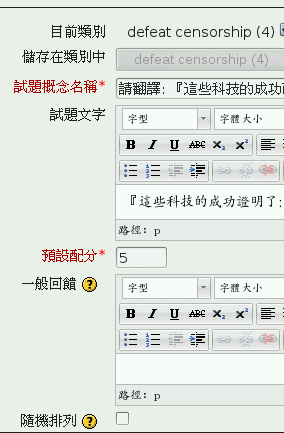 目前類別 defeat censorship (4)
儲存在類別中 defeat censorship (4)
試題概念名稱* 請翻譯:『這些科技的成功
試題文字
字型 字體大小
B I U ABC X₂ X²
『這些科技的成功證明了:
路徑: p
預設配分* 5
一般回饋
字型 字體大小
B I U ABC X₂ X²
路徑: p
隨機排列